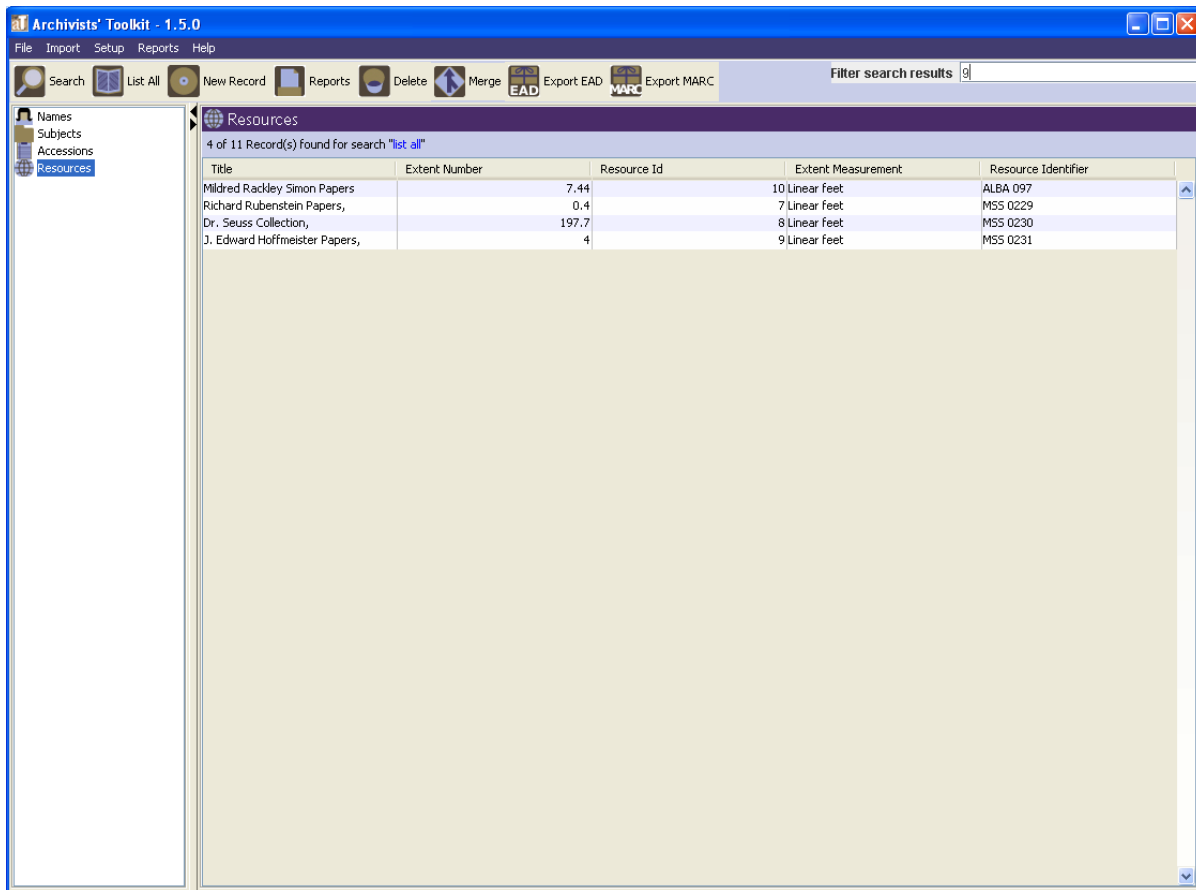 aT Archivists' Toolkit - 1.5.0
File Import Setup Reports Help
Search List All New Record Reports Delete Merge EAD Export EAD MARC Export MARC Filter search results 9
Names
Subjects
Accessions
Resources
Resources
4 of 11 Record(s) found for search "list all"
Title Extent Number Resource Id Extent Measurement Resource Identifier
Mildred Rackley Simon Papers 7.44 10 Linear feet ALBA 097
Richard Rubenstein Papers, 0.4 7 Linear feet MSS 0229
Dr. Seuss Collection, 197.7 8 Linear feet MSS 0230
J. Edward Hoffmeister Papers, 4 9 Linear feet MSS 0231